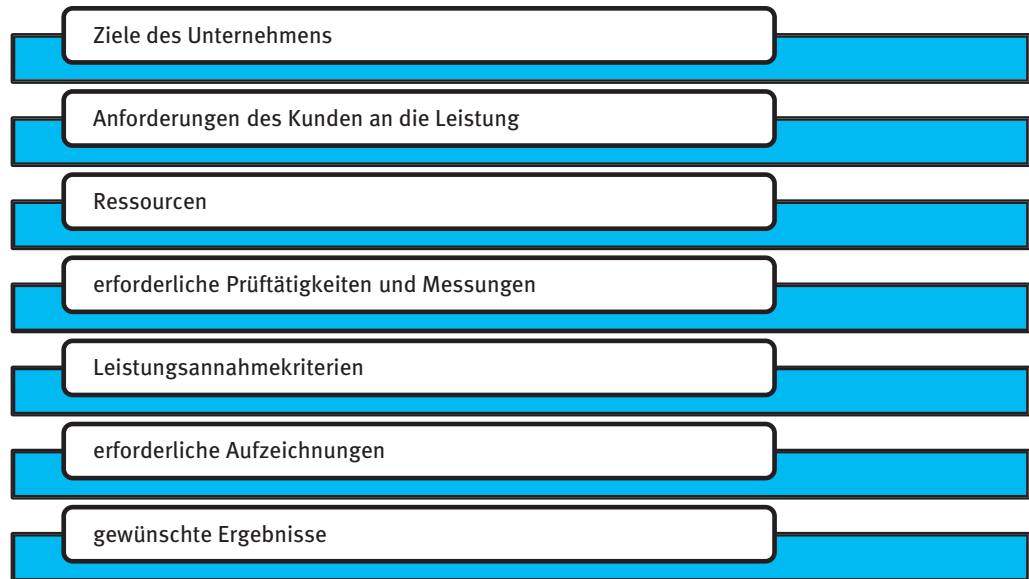 Ziele des Unternehmens
Anforderungen des Kunden an die Leistung
Ressourcen
erforderliche Prüftätigkeiten und Messungen
Leistungsannahmekriterien
erforderliche Aufzeichnungen
gewünschte Ergebnisse